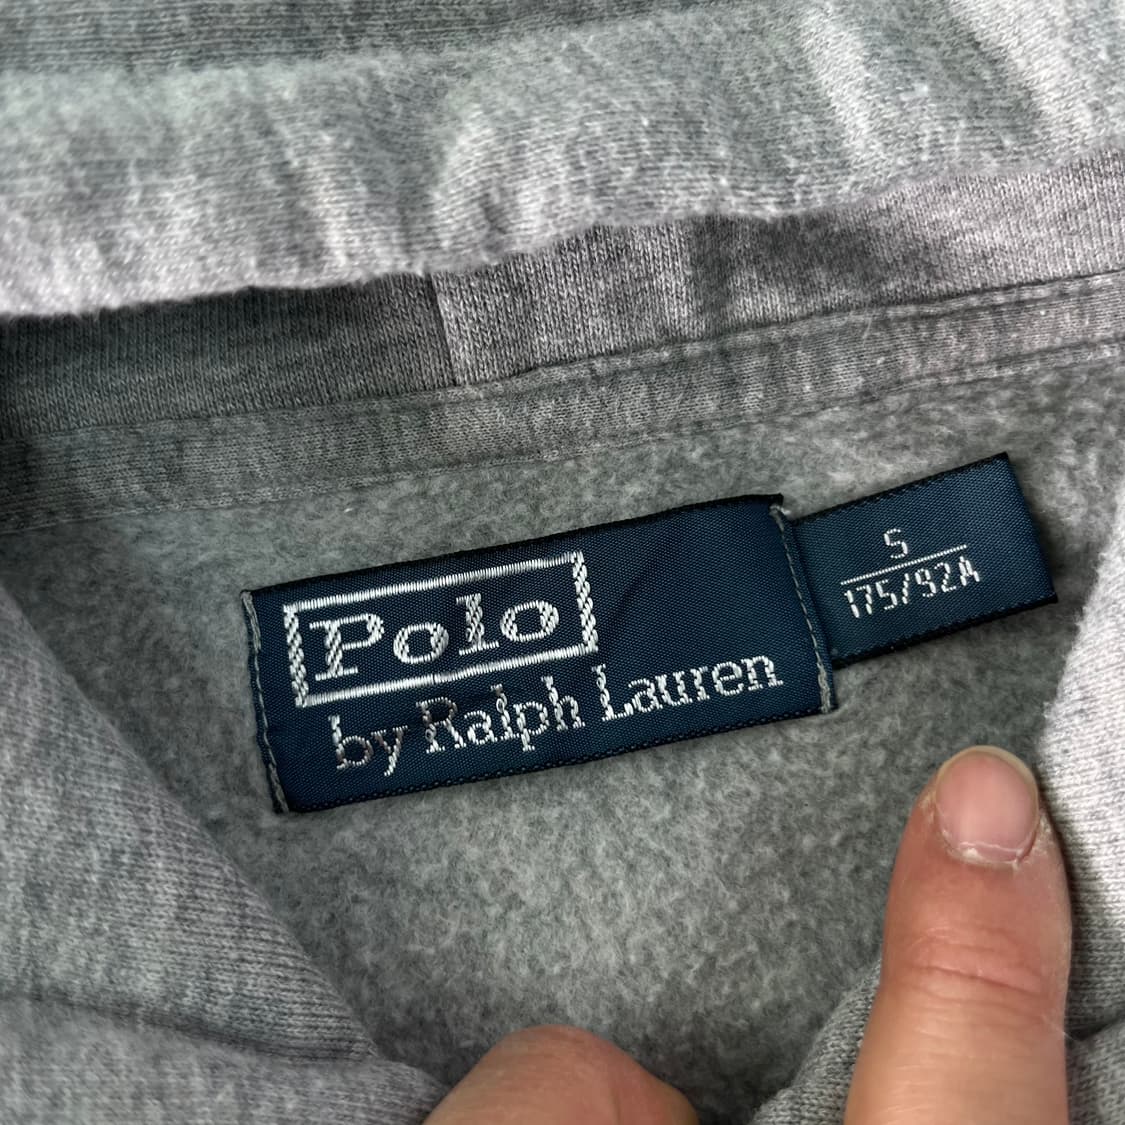 Polo
by Ralph Lauren
S
175/92A